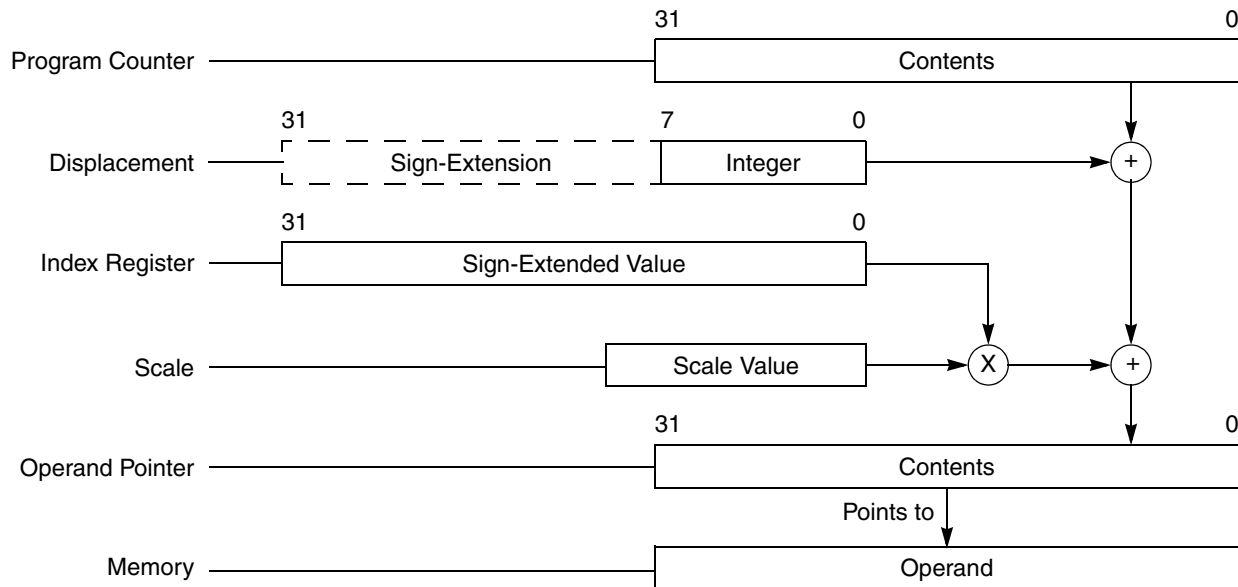 31 0
Program Counter Contents
31 7 0
Displacement Sign-Extension Integer +
31 0
Index Register Sign-Extended Value
Scale Scale Value X +
31 0
Operand Pointer Contents
Points to
Memory Operand